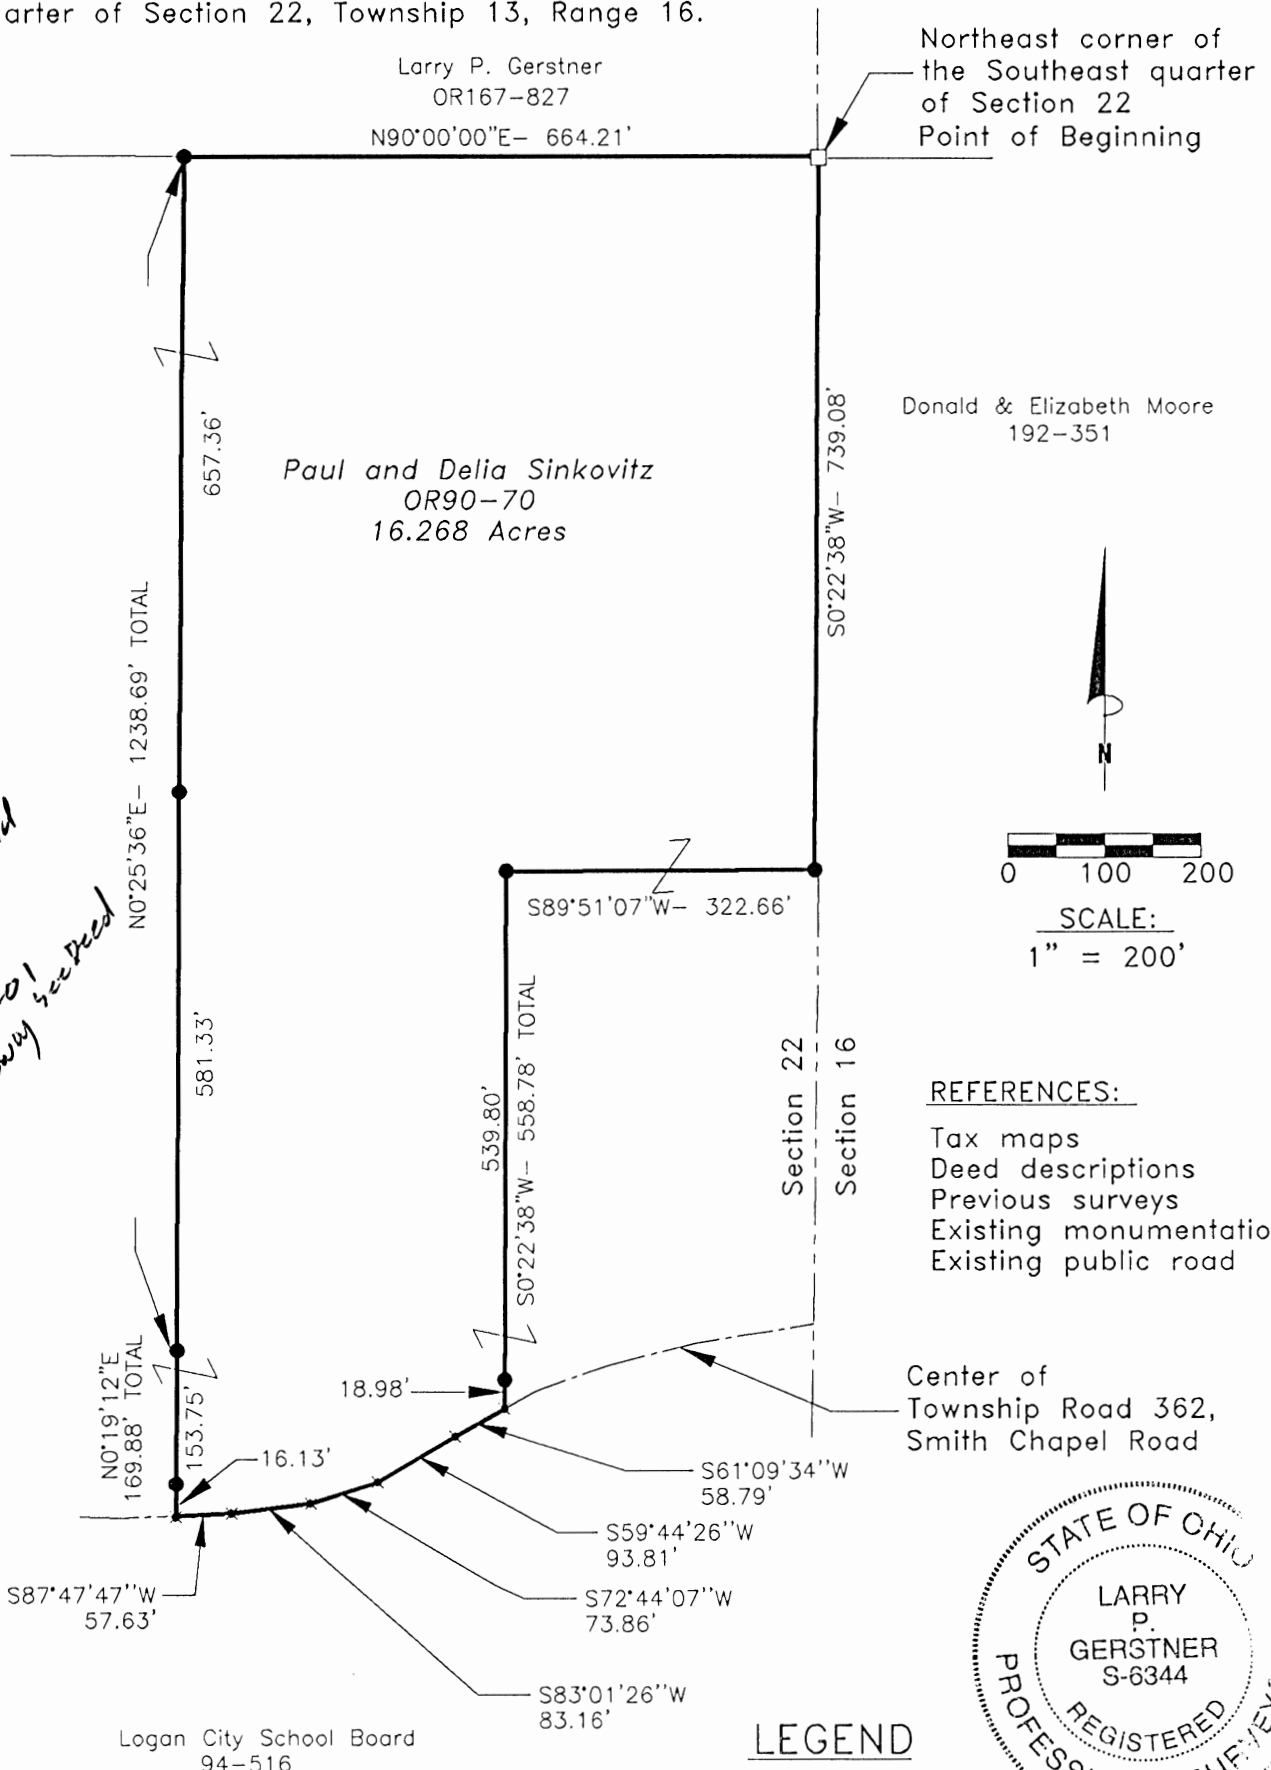 arter of Section 22, Township 13, Range 16.
Larry P. Gerstner
OR167-827
N90°00'00"E- 664.21'
Northeast corner of
the Southeast quarter
of Section 22
Point of Beginning
657.36'
Paul and Delia Sinkovitz
OR90-70
16.268 Acres
S0°22'38"W- 739.08'
Donald & Elizabeth Moore
192-351
N0°25'36"E- 1238.69' TOTAL
N
0 100 200
SCALE:
1" = 200'
S89°51'07"W- 322.66'
see Deed
581.33'
539.80'
S0°22'38"W- 558.78' TOTAL
Section 22
Section 16
REFERENCES:
Tax maps
Deed descriptions
Previous surveys
Existing monumentatio
Existing public road
N0°19'12"E
169.88' TOTAL
153.75'
18.98'
16.13'
Center of
Township Road 362,
Smith Chapel Road
S61°09'34"W
58.79'
S59°44'26"W
93.81'
S72°44'07"W
73.86'
S87°47'47"W
57.63'
S83°01'26"W
83.16'
Logan City School Board
94-516
LEGEND
STATE OF OHIO
LARRY
P.
GERSTNER
S-6344
REGISTERED